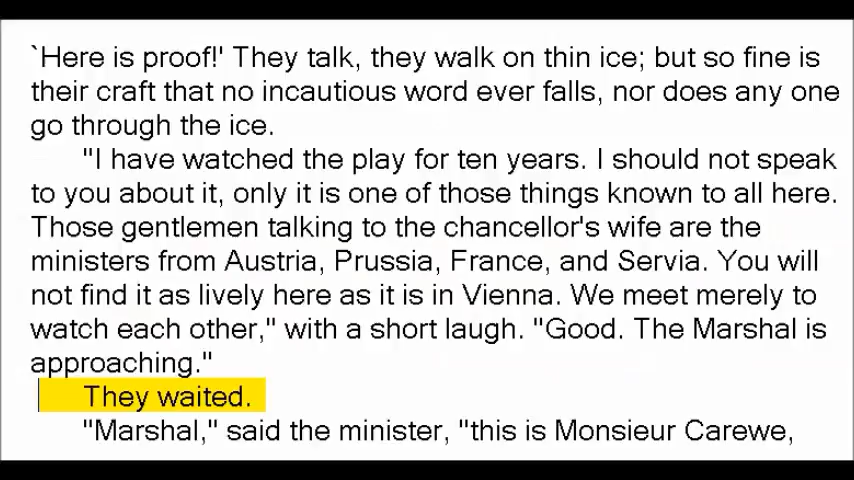 `Here is proof!' They talk, they walk on thin ice; but so fine is
their craft that no incautious word ever falls, nor does any one
go through the ice.
"I have watched the play for ten years. I should not speak
to you about it, only it is one of those things known to all here.
Those gentlemen talking to the chancellor's wife are the
ministers from Austria, Prussia, France, and Servia. You will
not find it as lively here as it is in Vienna. We meet merely to
watch each other," with a short laugh. "Good. The Marshal is
approaching."
They waited.
"Marshal," said the minister, "this is Monsieur Carewe,